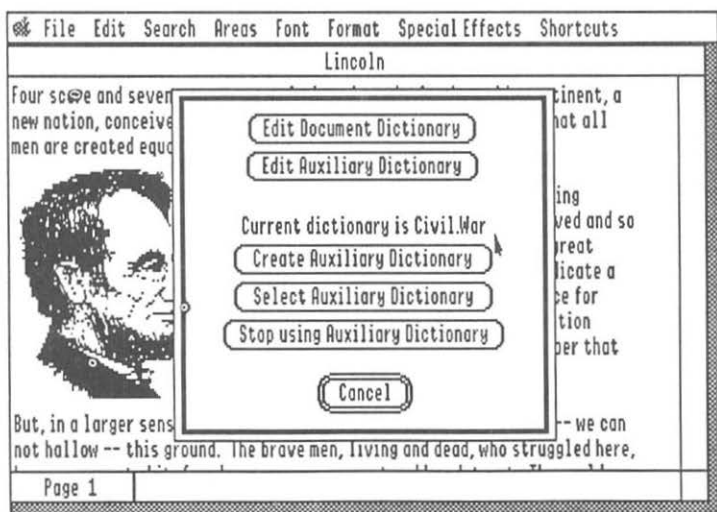 File Edit Search Areas Font Format Special Effects Shortcuts
Lincoln
Four and seven tinent, a
new nation, conceive not all
men are created equ
ing
ved and so
great
licate a
ce for
tion
per that
Edit Document Dictionary
Edit Auxiliary Dictionary
Current dictionary is Civil.War
Create Auxiliary Dictionary
Select Auxiliary Dictionary
Stop using Auxiliary Dictionary
Cancel
But, in a larger sens -- we can
not hallow -- this ground. The brave men, living and dead, who struggled here,
Page 1